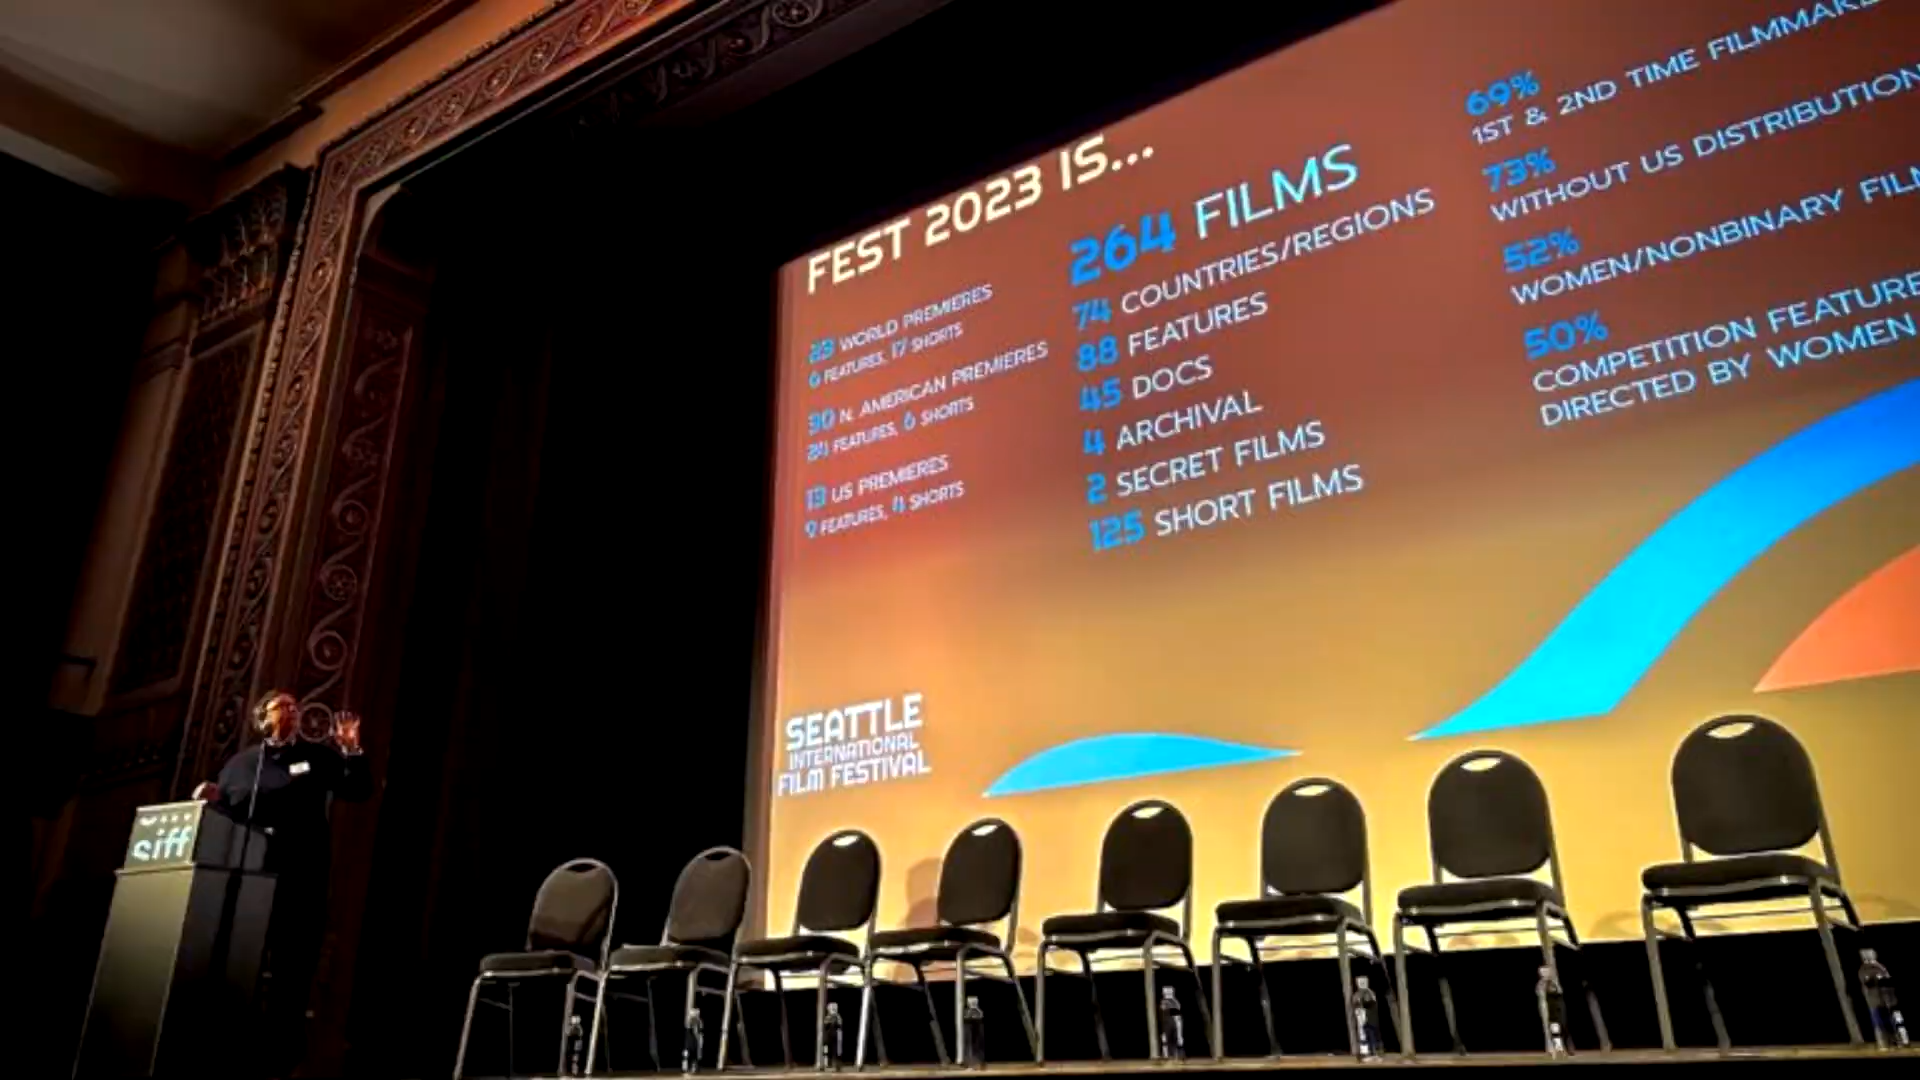 FEST 2023 IS...
23 WORLD PREMIERES
6 FEATURES, 17 SHORTS
30 N. AMERICAN PREMIERES
24 FEATURES, 6 SHORTS
13 US PREMIERES
9 FEATURES, 4 SHORTS
264 FILMS
74 COUNTRIES/REGIONS
88 FEATURES
45 DOCS
4 ARCHIVAL
2 SECRET FILMS
125 SHORT FILMS
69%
1ST & 2ND TIME FILMMAKE
73%
WITHOUT US DISTRIBUTION
52%
WOMEN/NONBINARY FIL
50%
COMPETITION FEATURE
DIRECTED BY WOMEN
SEATTLE
INTERNATIONAL
FILM FESTIVAL
siff